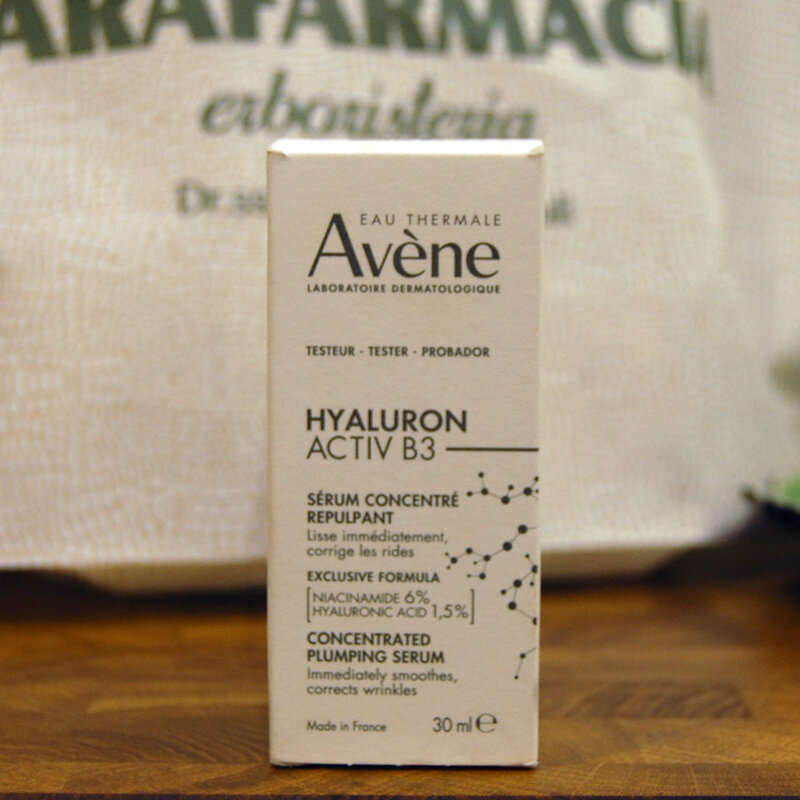 ARAFARMACI
erboristeria
EAU THERMALE
Avène
LABORATOIRE DERMATOLOGIQUE
TESTEUR - TESTER - PROBADOR
HYALURON
ACTIV B3
SÉRUM CONCENTRÉ
REPULPANT
Lisse immédiatement,
corrige les rides
EXCLUSIVE FORMULA
[NIACINAMIDE 6%
HYALURONIC ACID 1,5%]
CONCENTRATED
PLUMPING SERUM
Immediately smoothes,
corrects wrinkles
Made in France 30 ml e